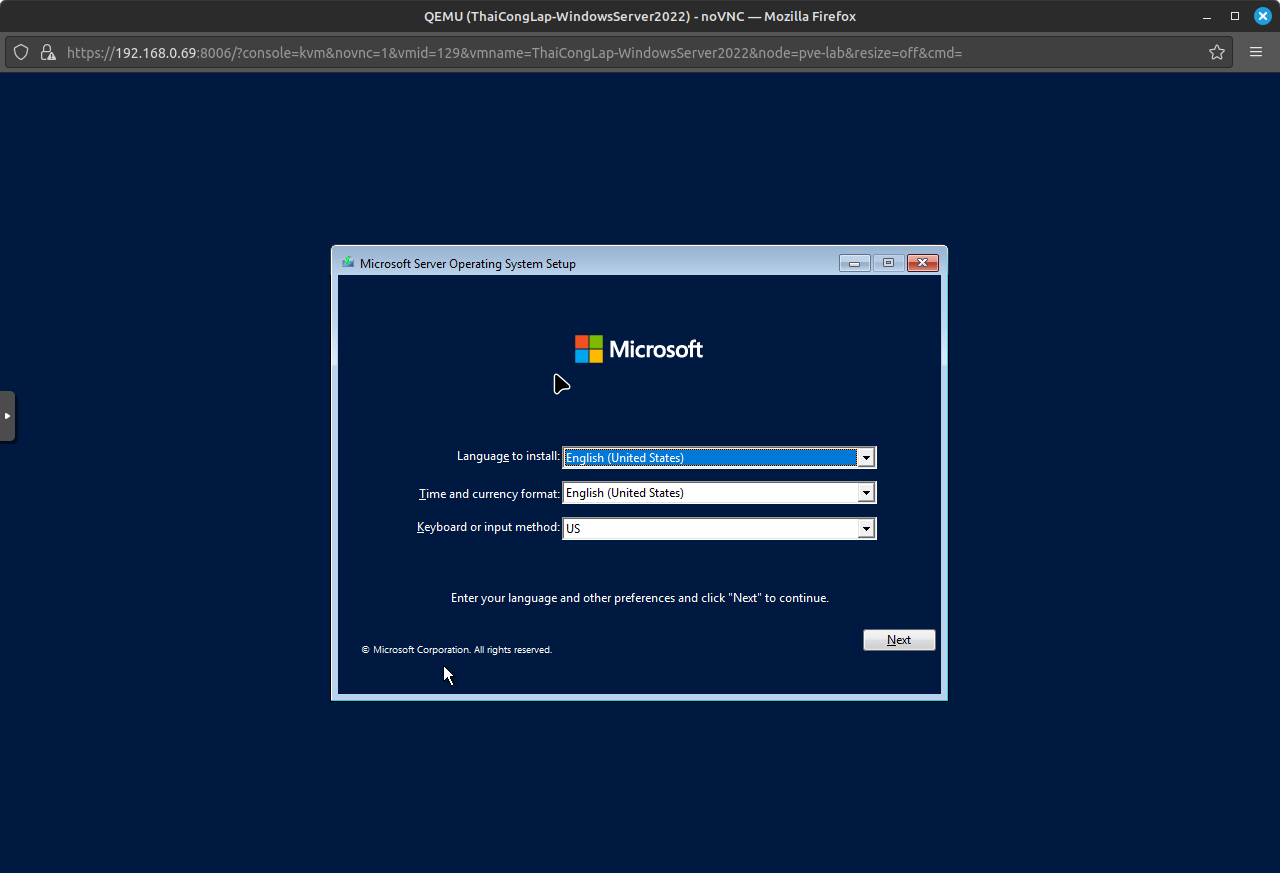 QEMU (ThaiCongLap-WindowsServer2022) - noVNC — Mozilla Firefox
https://192.168.0.69:8006/?console=kvm&novnc=1&vmid=129&vmname=ThaiCongLap-WindowsServer2022&node=pve-lab&resize=off&cmd=
Microsoft Server Operating System Setup
Microsoft
Language to install: English (United States)
Time and currency format: English (United States)
Keyboard or input method: US
Enter your language and other preferences and click "Next" to continue.
Next
© Microsoft Corporation. All rights reserved.